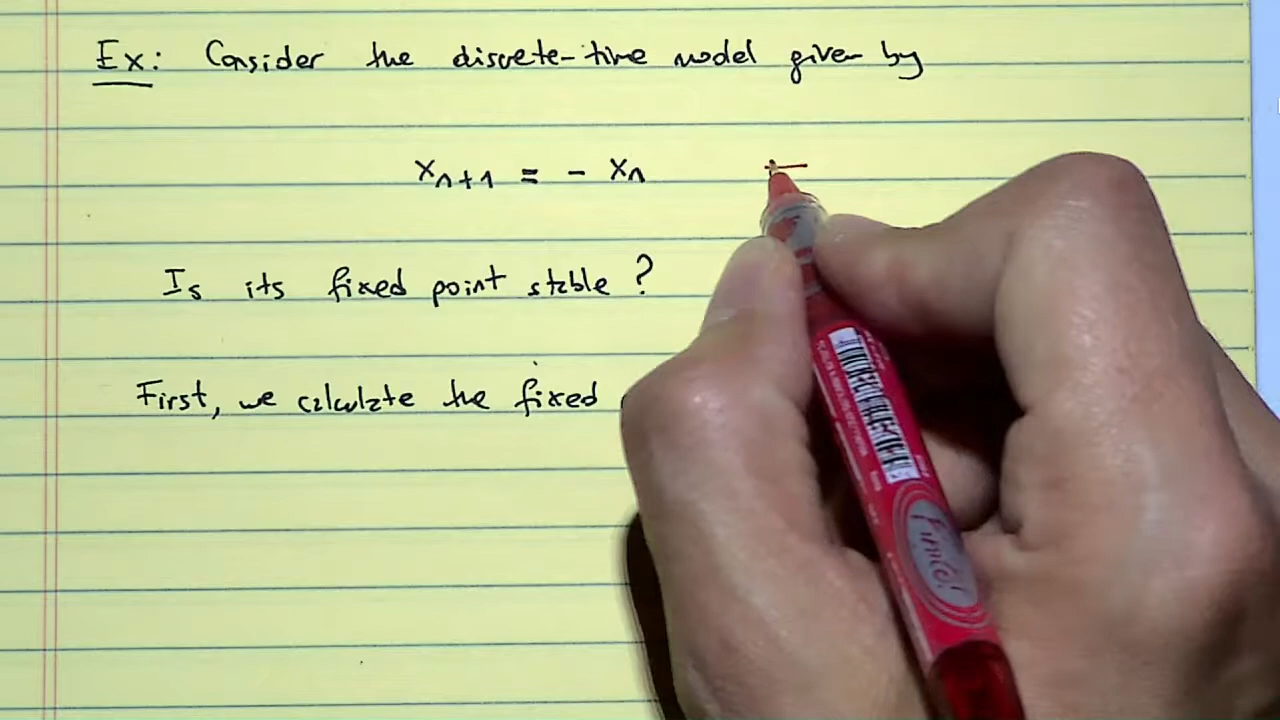 Ex: Consider the discrete-time model given by
xₙ₊₁ = - xₙ
Is its fixed point stable?
First, we calculate the fixed